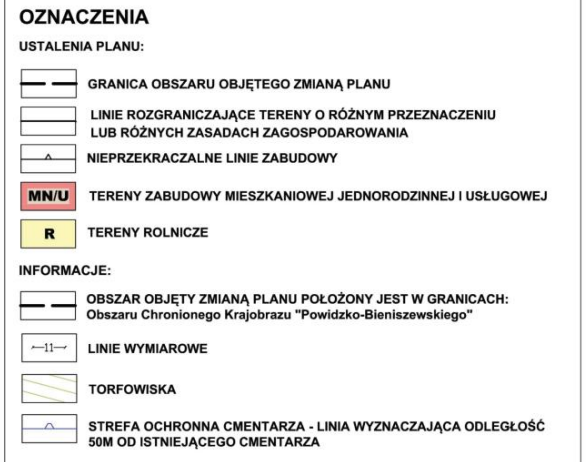 OZNACZENIA
USTALENIA PLANU:
GRANICA OBSZARU OBJĘTEGO ZMIANĄ PLANU
LINIE ROZGRANICZAJĄCE TERENY O RÓŻNYM PRZEZNACZENIU
LUB RÓŻNYCH ZASADACH ZAGOSPODAROWANIA
NIEPRZEKRACZALNE LINIE ZABUDOWY
MN/U TERENY ZABUDOWY MIESZKANIOWEJ JEDNORODZINNEJ I USŁUGOWEJ
R TERENY ROLNICZE
INFORMACJE:
OBSZAR OBJĘTY ZMIANĄ PLANU POŁOŻONY JEST W GRANICACH:
Obszaru Chronionego Krajobrazu "Powidzko-Bieniszewskiego"
11 LINIE WYMIAROWE
TORFOWISKA
STREFA OCHRONNA CMENTARZA - LINIA WYZNACZAJĄCA ODLEGŁOŚĆ
50M OD ISTNIEJĄCEGO CMENTARZA